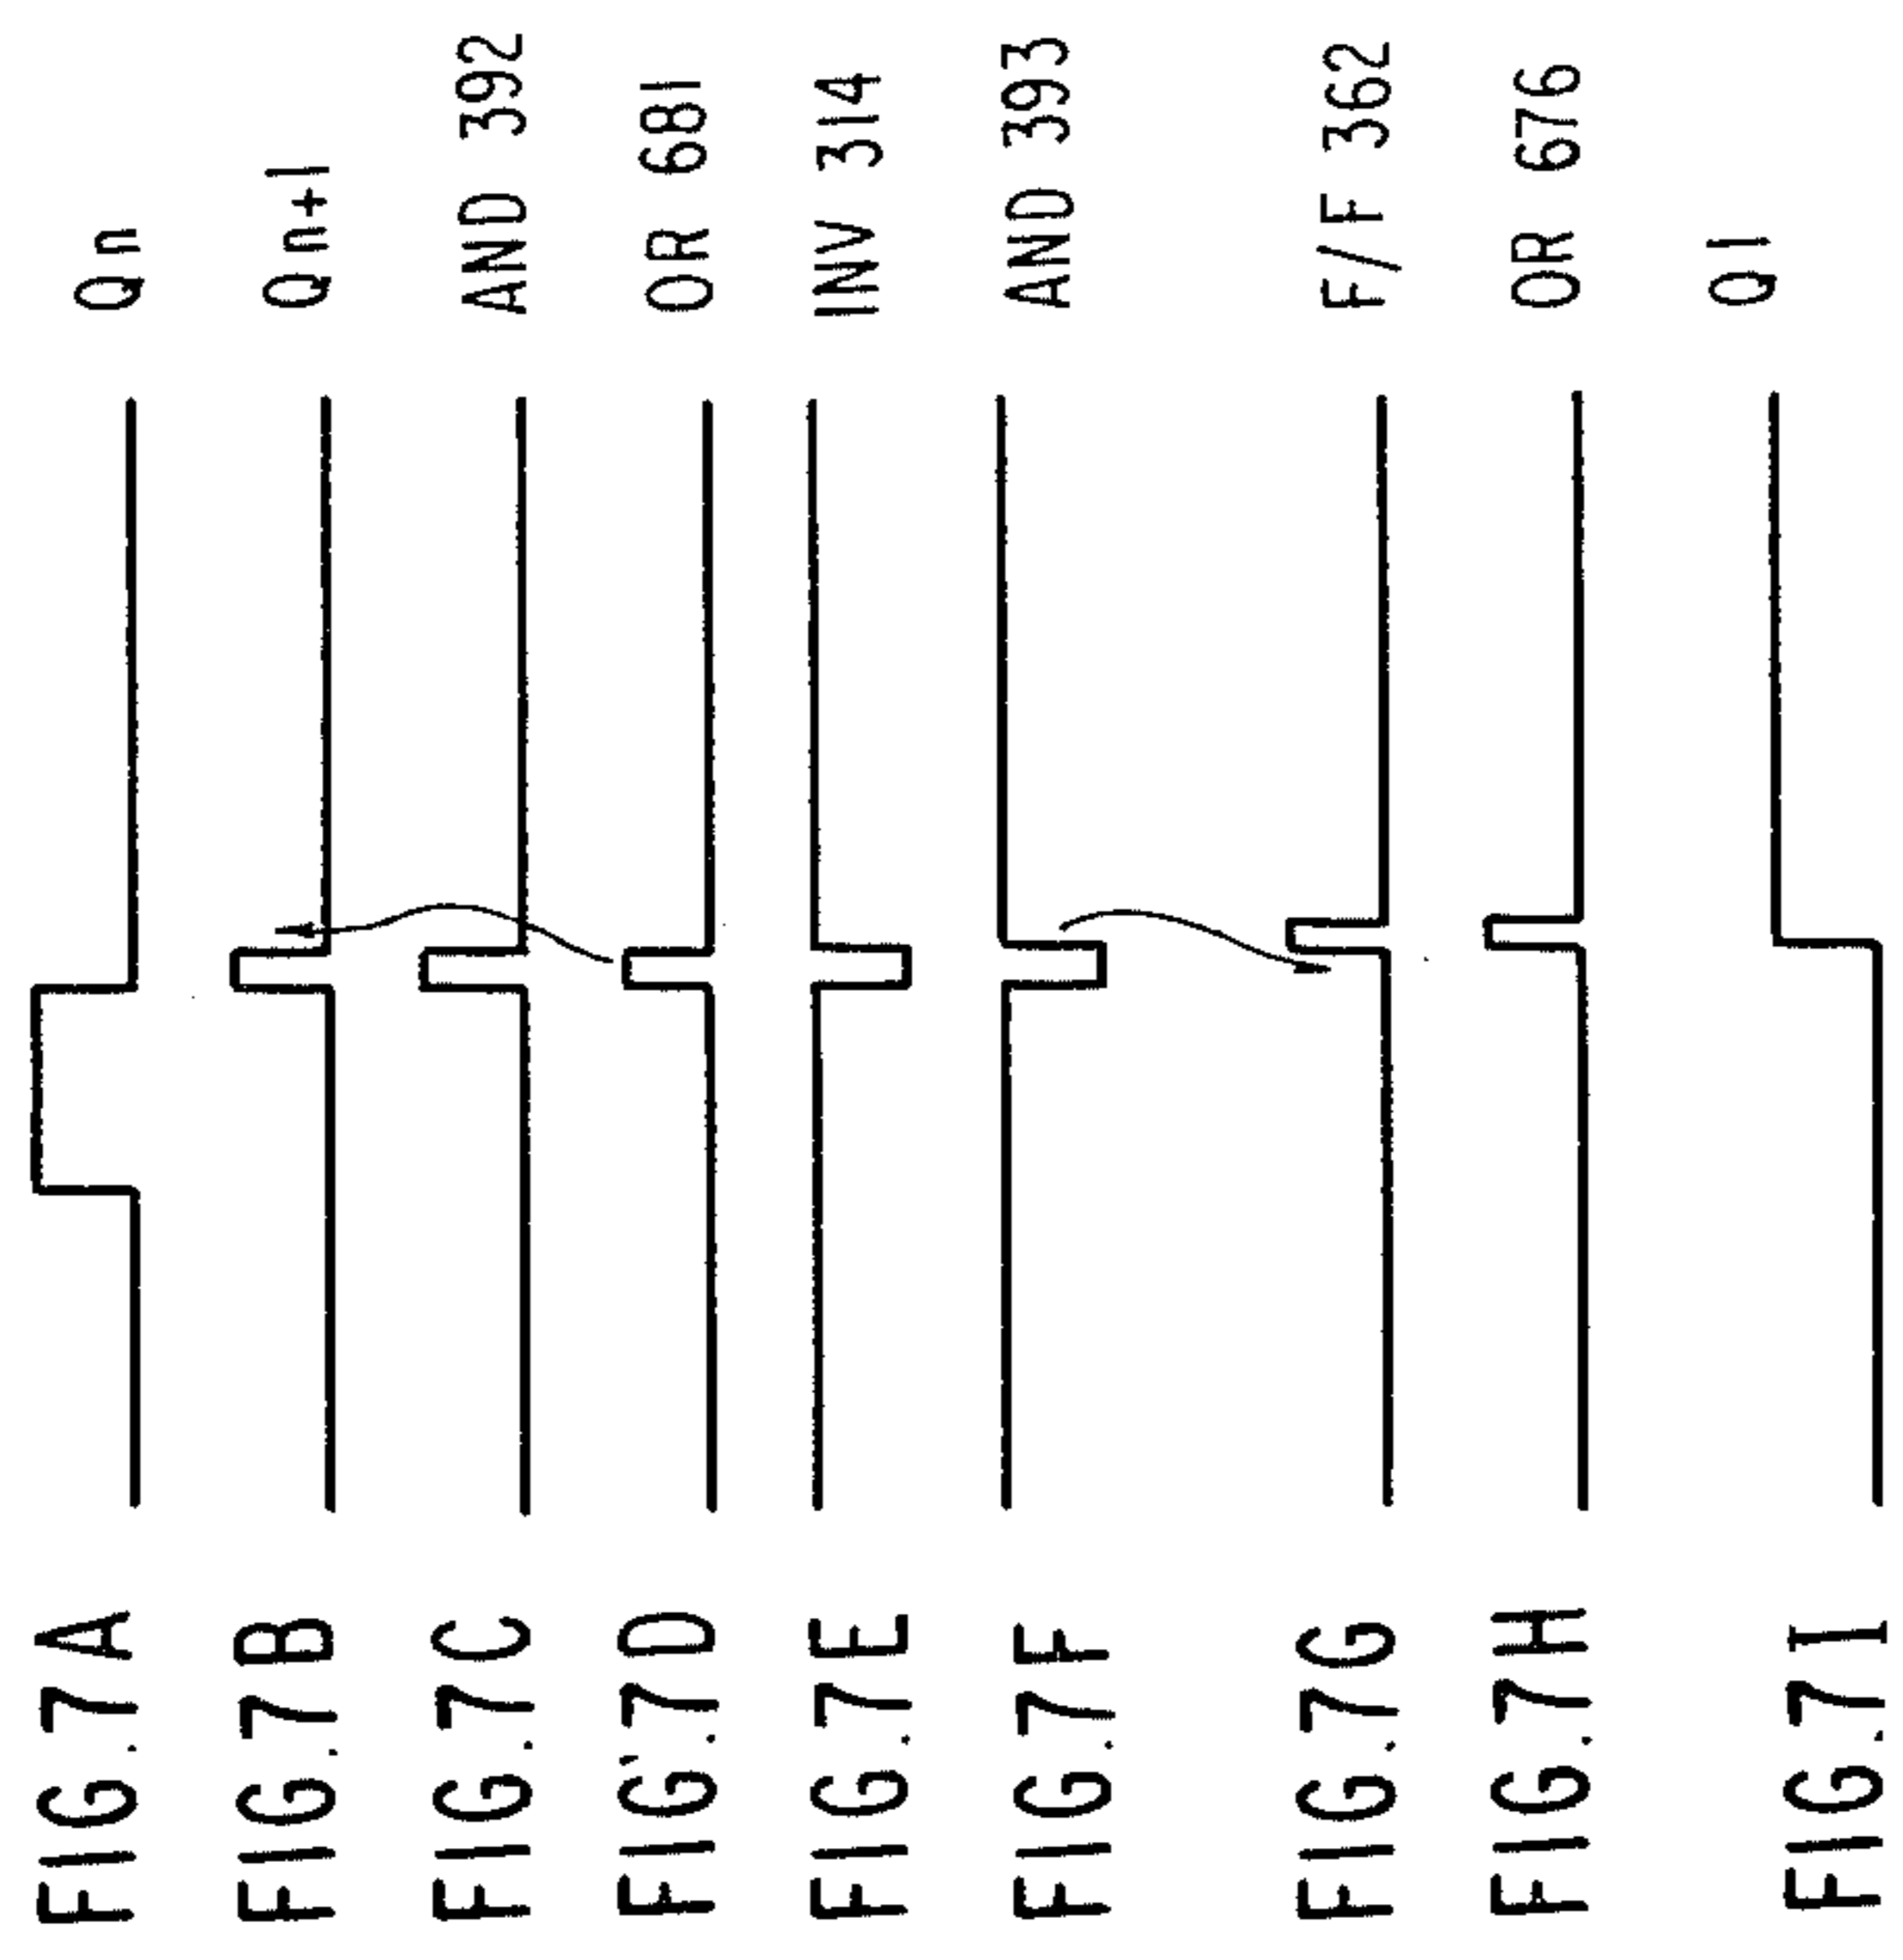 FIG.7A Qn
FIG.7B Qn+1
FIG.7C AND 392
FIG.7D OR 681
FIG.7E INV 314
FIG.7F AND 393
FIG.7G F/F 362
FIG.7H OR 676
FIG.7I Q1